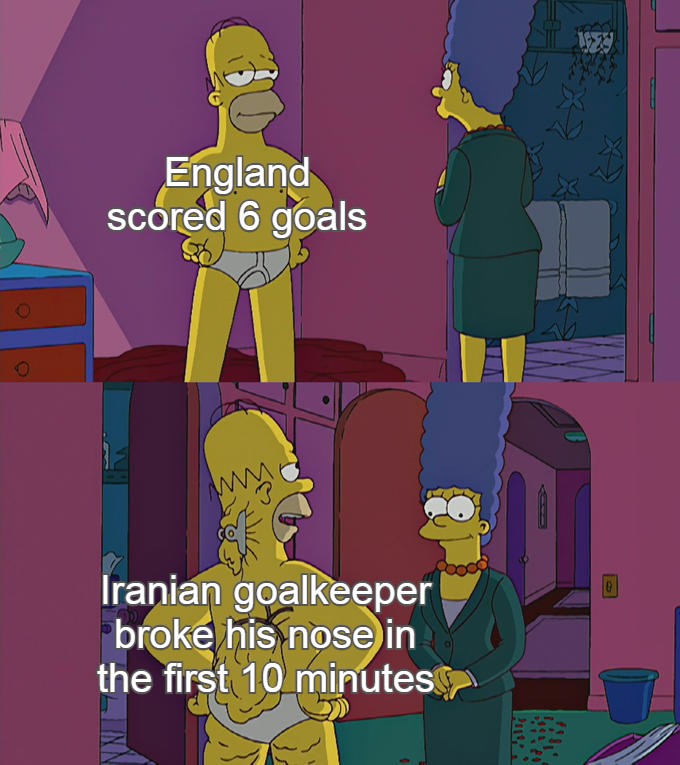 England
scored 6 goals
Iranian goalkeeper
broke his nose in
the first 10 minutes